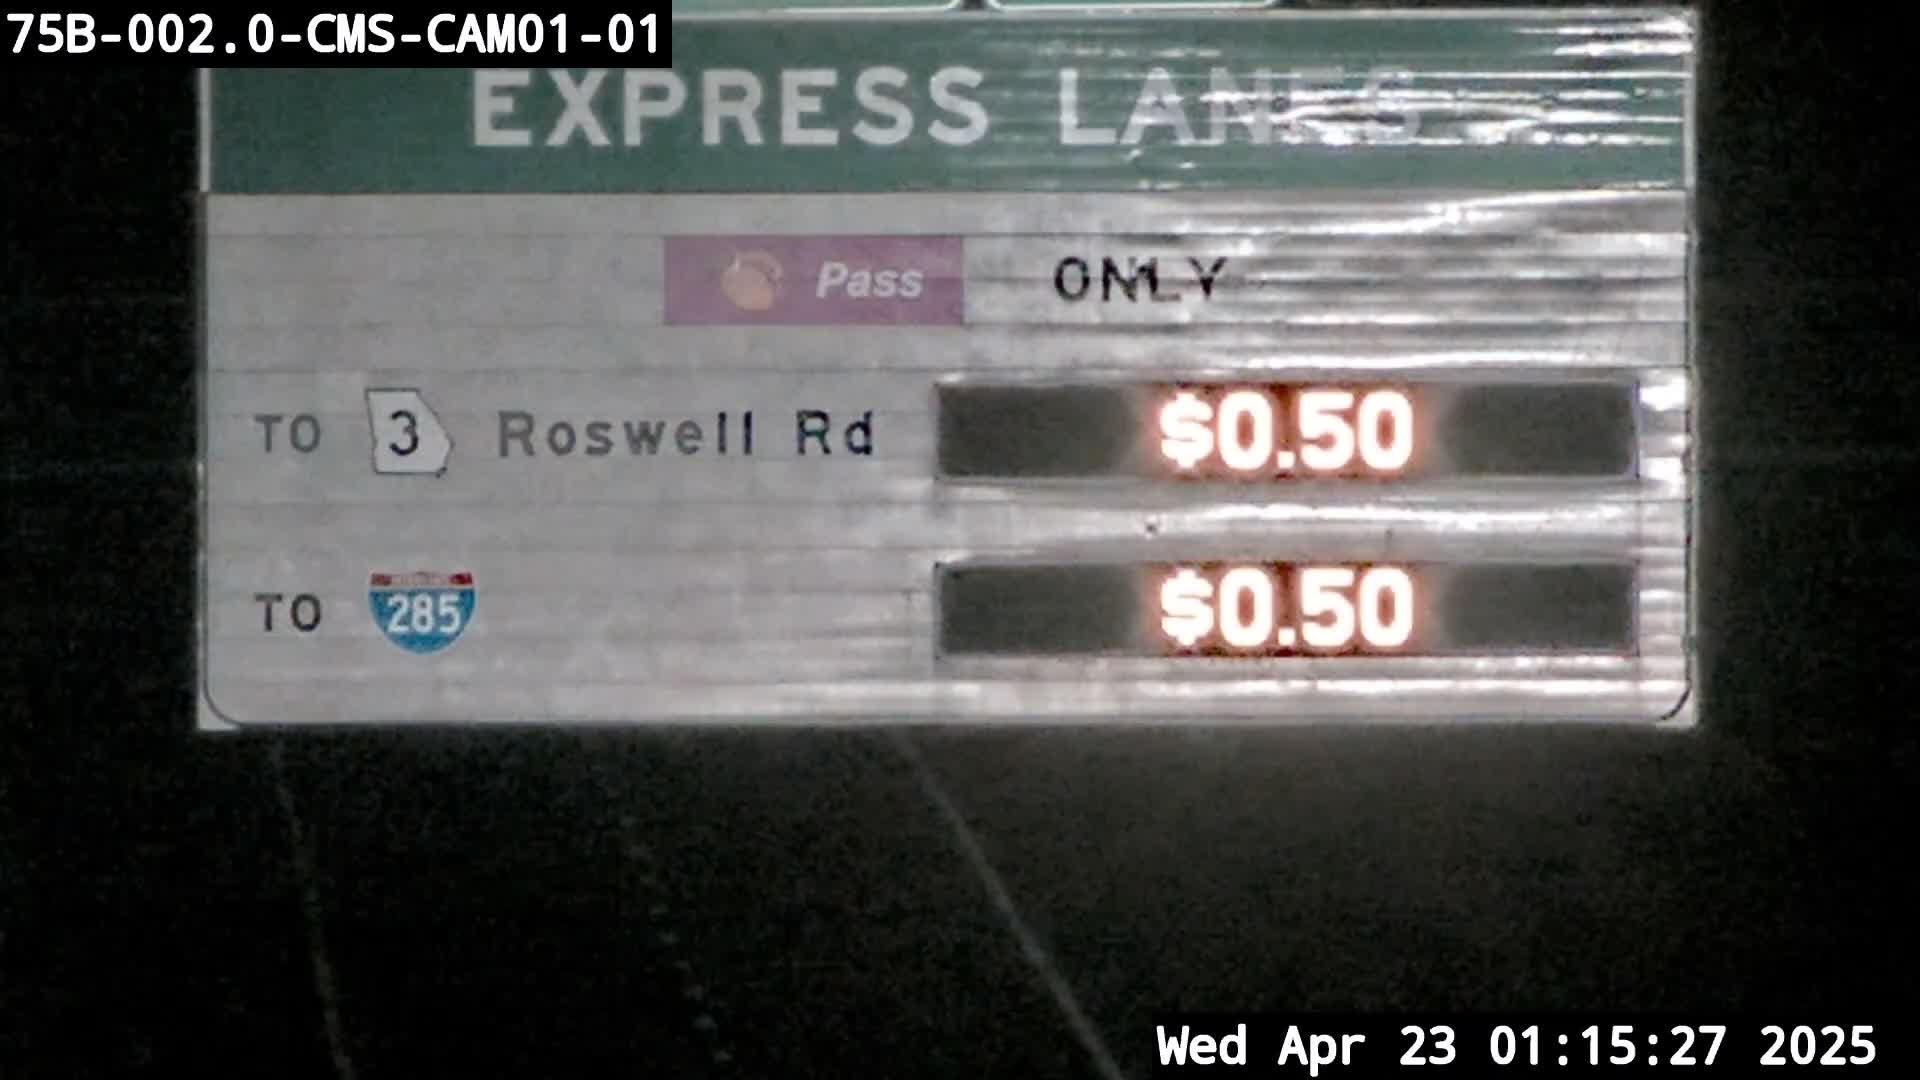 75B-002.0-CMS-CAM01-01
EXPRESS LANES
Pass ONLY
TO 3 Roswell Rd $0.50
TO 285 $0.50
Wed Apr 23 01:15:27 2025